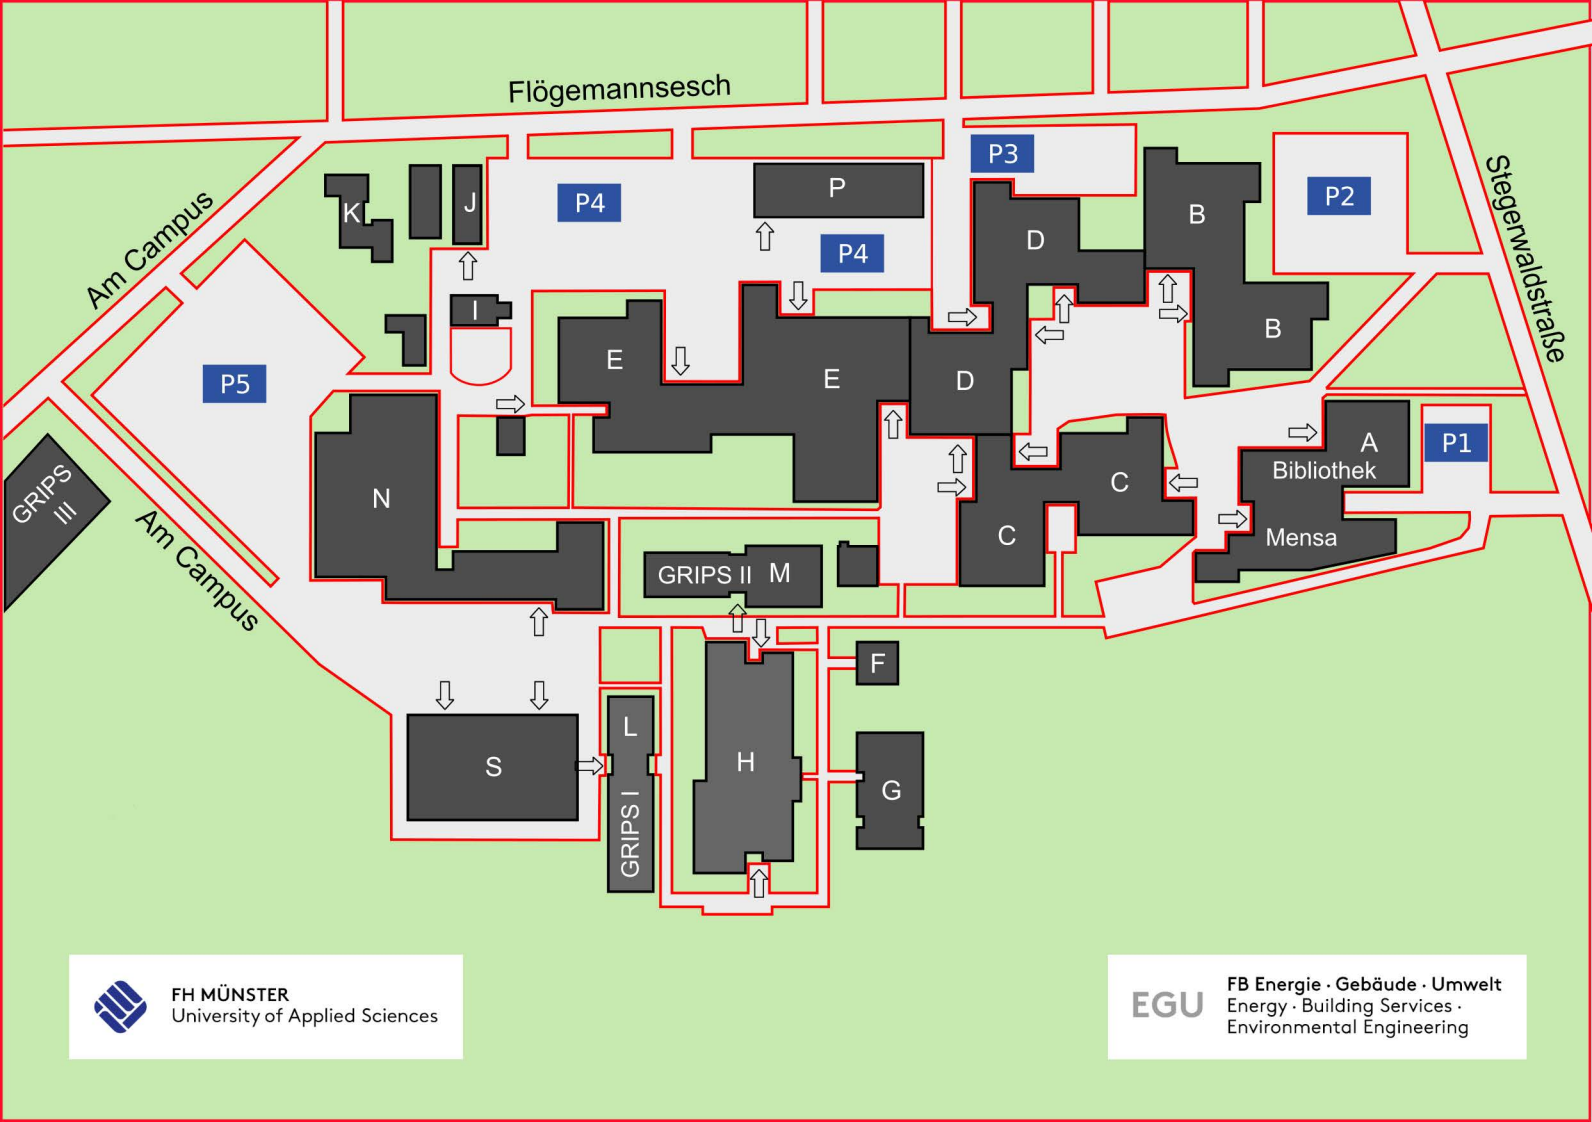 Flögemannsesch
P3
Stegerwaldstraße
P
P2
K
J
P4
B
Am Campus
D
P4
I
B
E
E
D
P5
A
P1
Bibliothek
C
GRIPS
III
N
Am Campus
C
Mensa
GRIPS II
M
F
L
H
S
G
GRIPS I
FH MÜNSTER
University of Applied Sciences
EGU
FB Energie · Gebäude · Umwelt
Energy · Building Services ·
Environmental Engineering